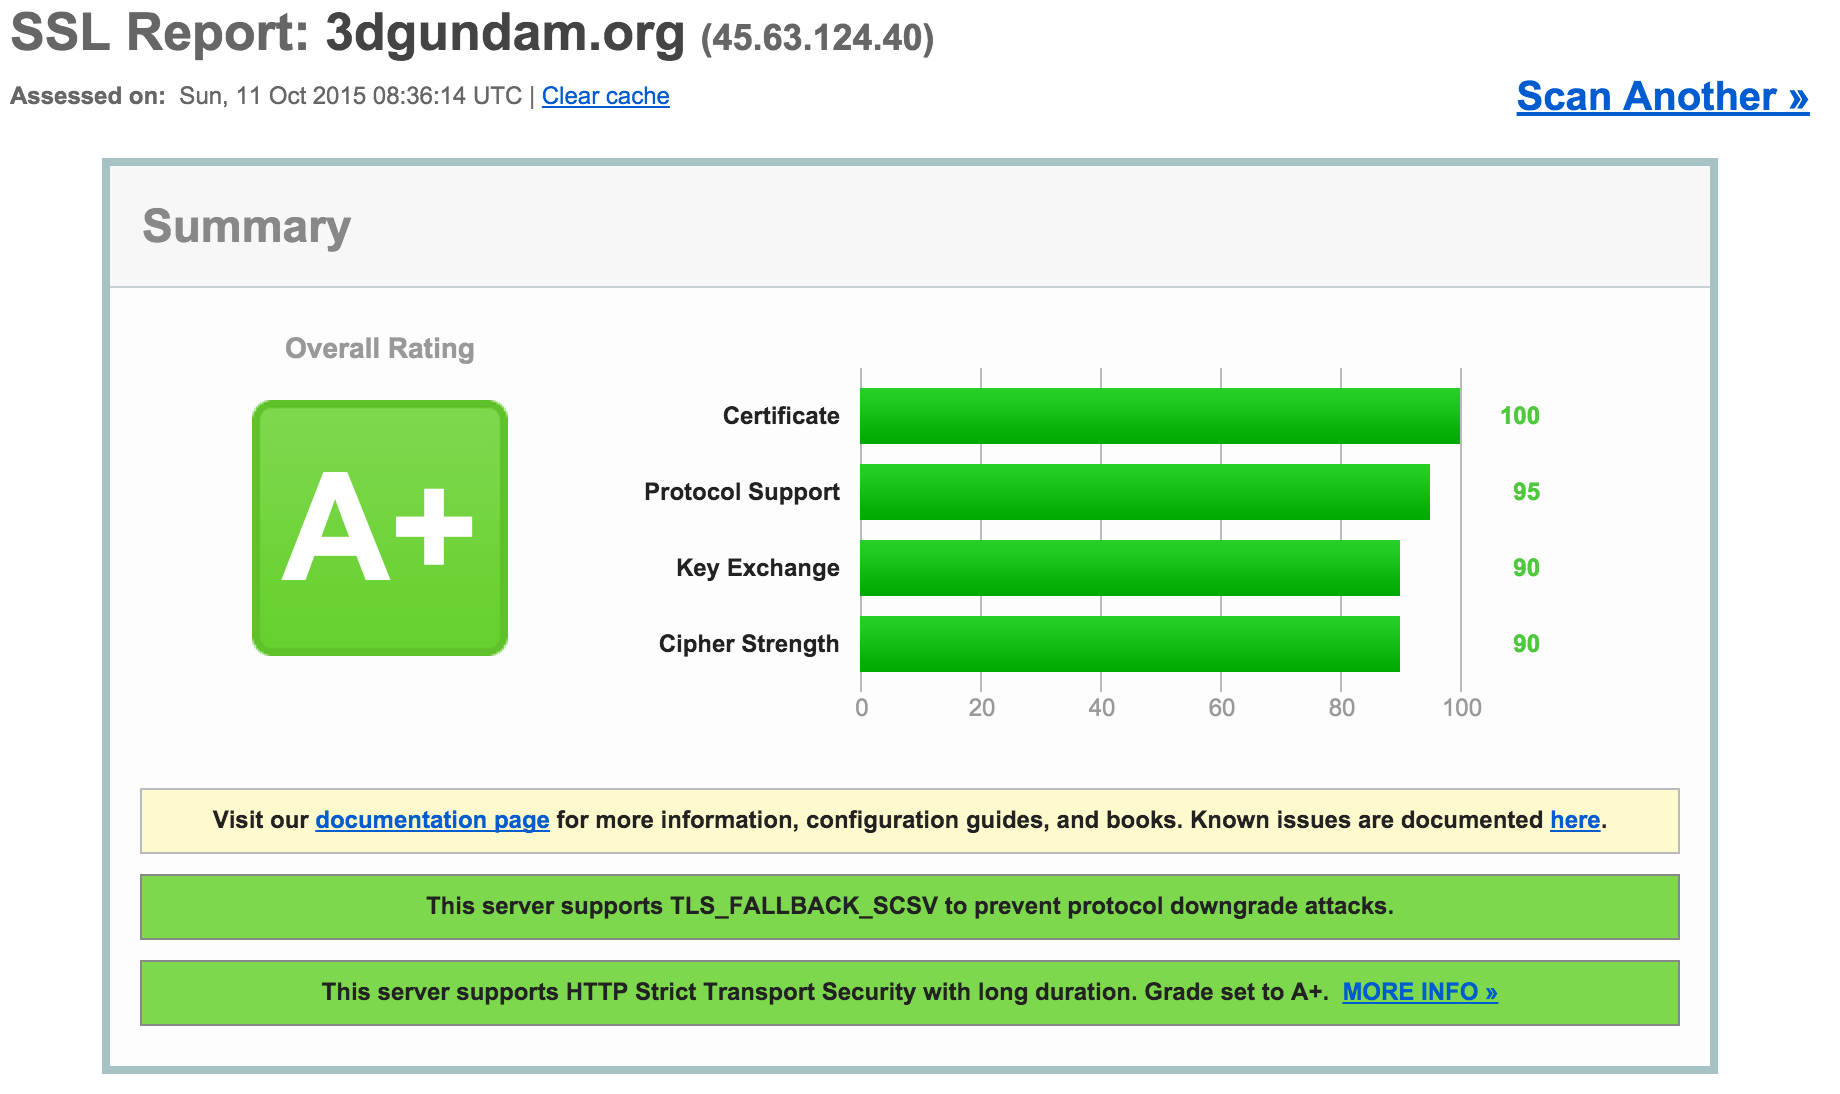 SSL Report: 3dgundam.org (45.63.124.40)
Assessed on: Sun, 11 Oct 2015 08:36:14 UTC | Clear cache
Scan Another »
Summary
Overall Rating
A+
Certificate 100
Protocol Support 95
Key Exchange 90
Cipher Strength 90
0 20 40 60 80 100
Visit our documentation page for more information, configuration guides, and books. Known issues are documented here.
This server supports TLS_FALLBACK_SCSV to prevent protocol downgrade attacks.
This server supports HTTP Strict Transport Security with long duration. Grade set to A+. MORE INFO »